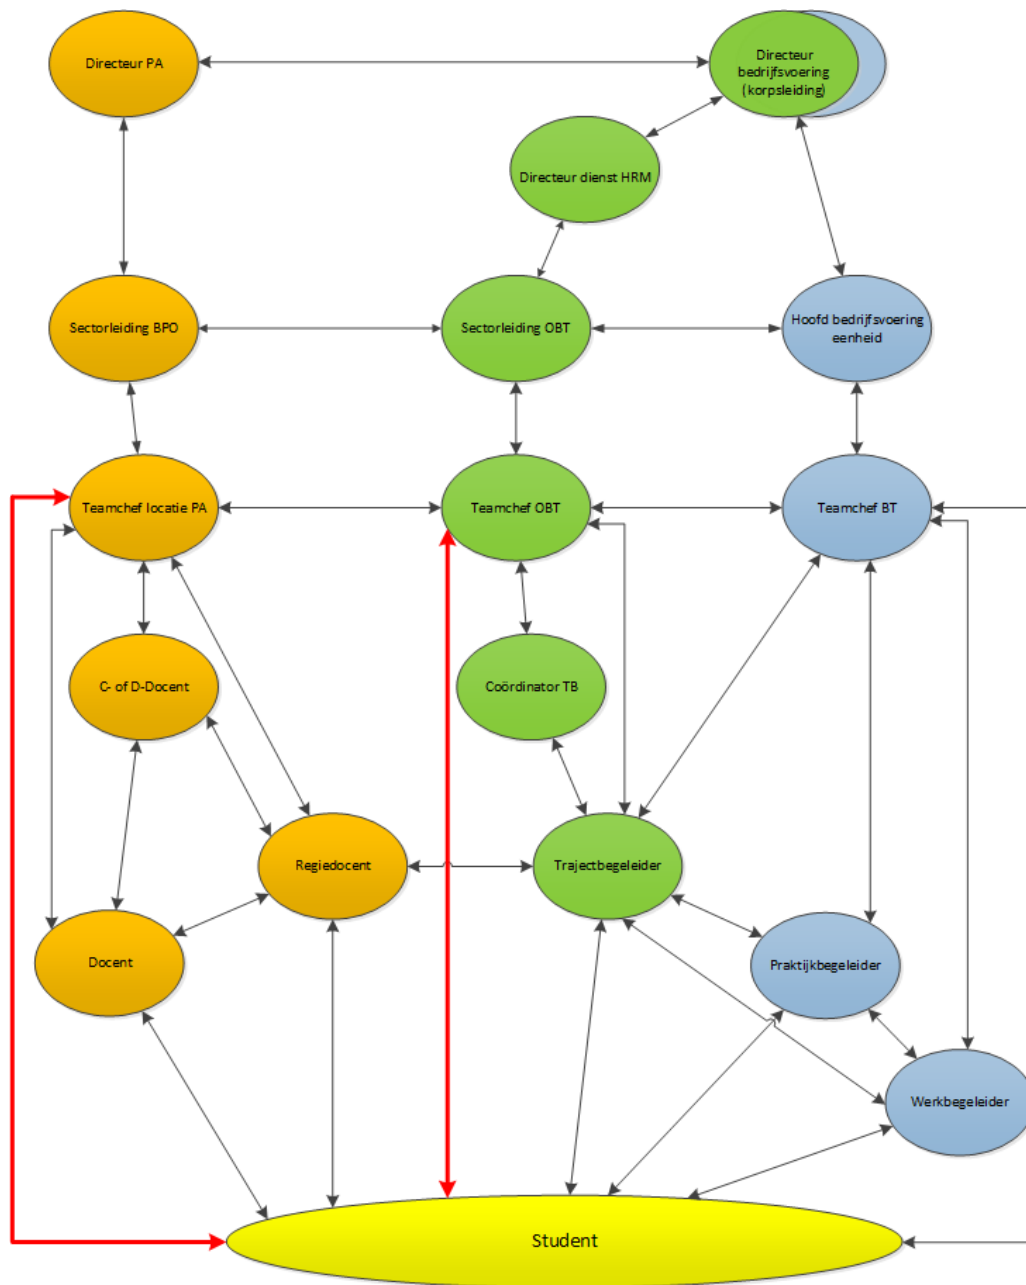 Directeur PA
Directeur
bedrijfsvoering
(korpsleiding)
Directeur dienst HRM
Sectorleiding BPO
Sectorleiding OBT
Hoofd bedrijfsvoering
eenheid
Teamchef locatie PA
Teamchef OBT
Teamchef BT
C- of D-Docent
Coördinator TB
Regiedocent
Trajectbegeleider
Docent
Praktijkbegeleider
Werkbegeleider
Student